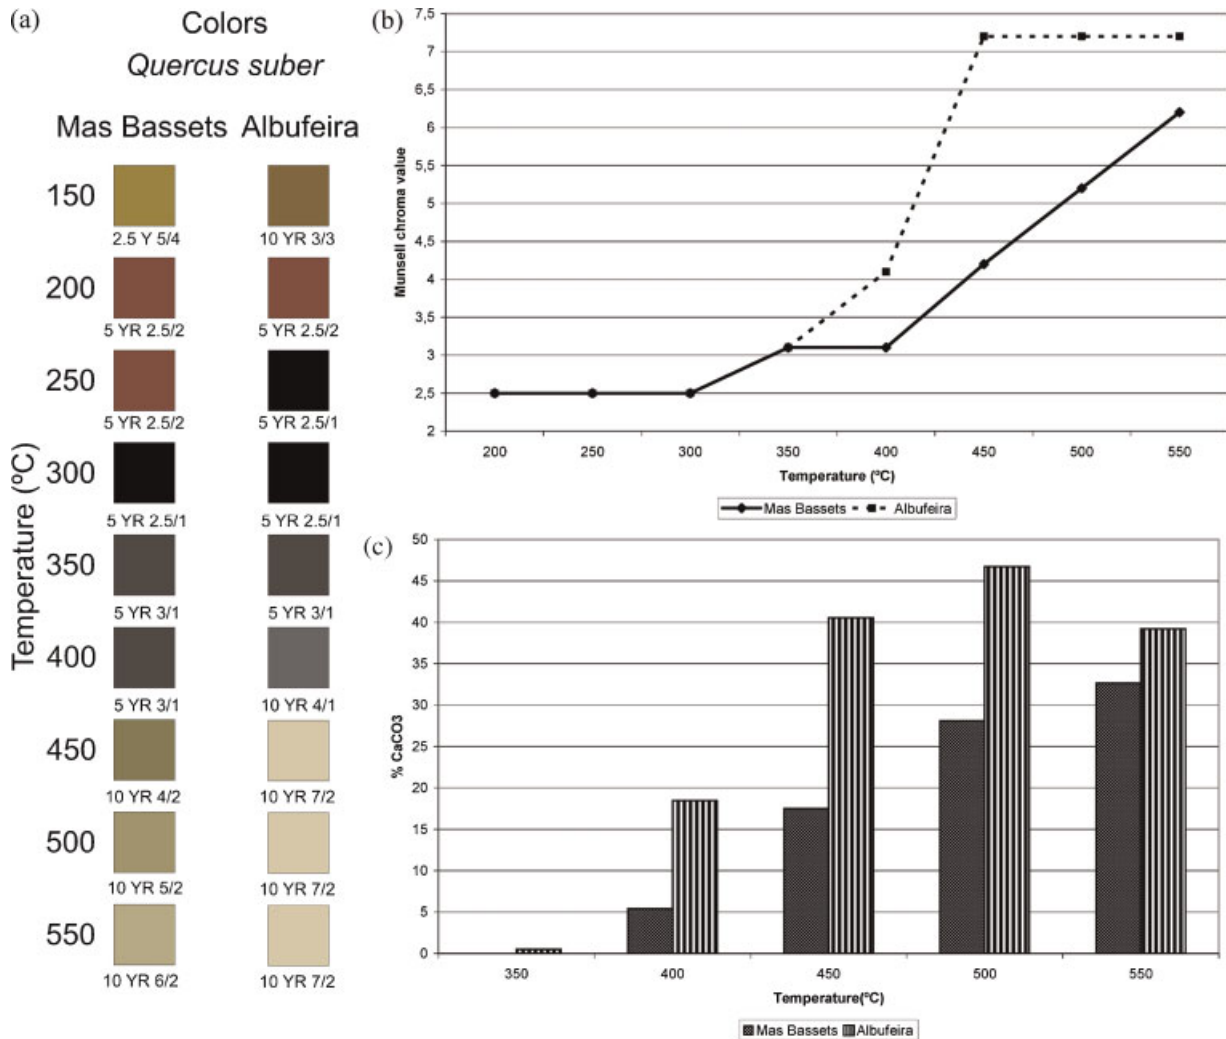 (a)
Colors
Quercus suber
Mas Bassets Albufeira
Temperature (ºC)
150
2.5 Y 5/4 10 YR 3/3
200
5 YR 2.5/2 5 YR 2.5/2
250
5 YR 2.5/2 5 YR 2.5/1
300
5 YR 2.5/1 5 YR 2.5/1
350
5 YR 3/1 5 YR 3/1
400
5 YR 3/1 10 YR 4/1
450
10 YR 4/2 10 YR 7/2
500
10 YR 5/2 10 YR 7/2
550
10 YR 6/2 10 YR 7/2
(b)
Munsell chroma value
7,5
7
6,5
6
5,5
5
4,5
4
3,5
3
2,5
2
200 250 300 350 400 450 500 550
Temperature (ºC)
Mas Bassets Albufeira
(c)
% CaCO3
50
45
40
35
30
25
20
15
10
5
0
350 400 450 500 550
Temperature(ºC)
Mas Bassets Albufeira